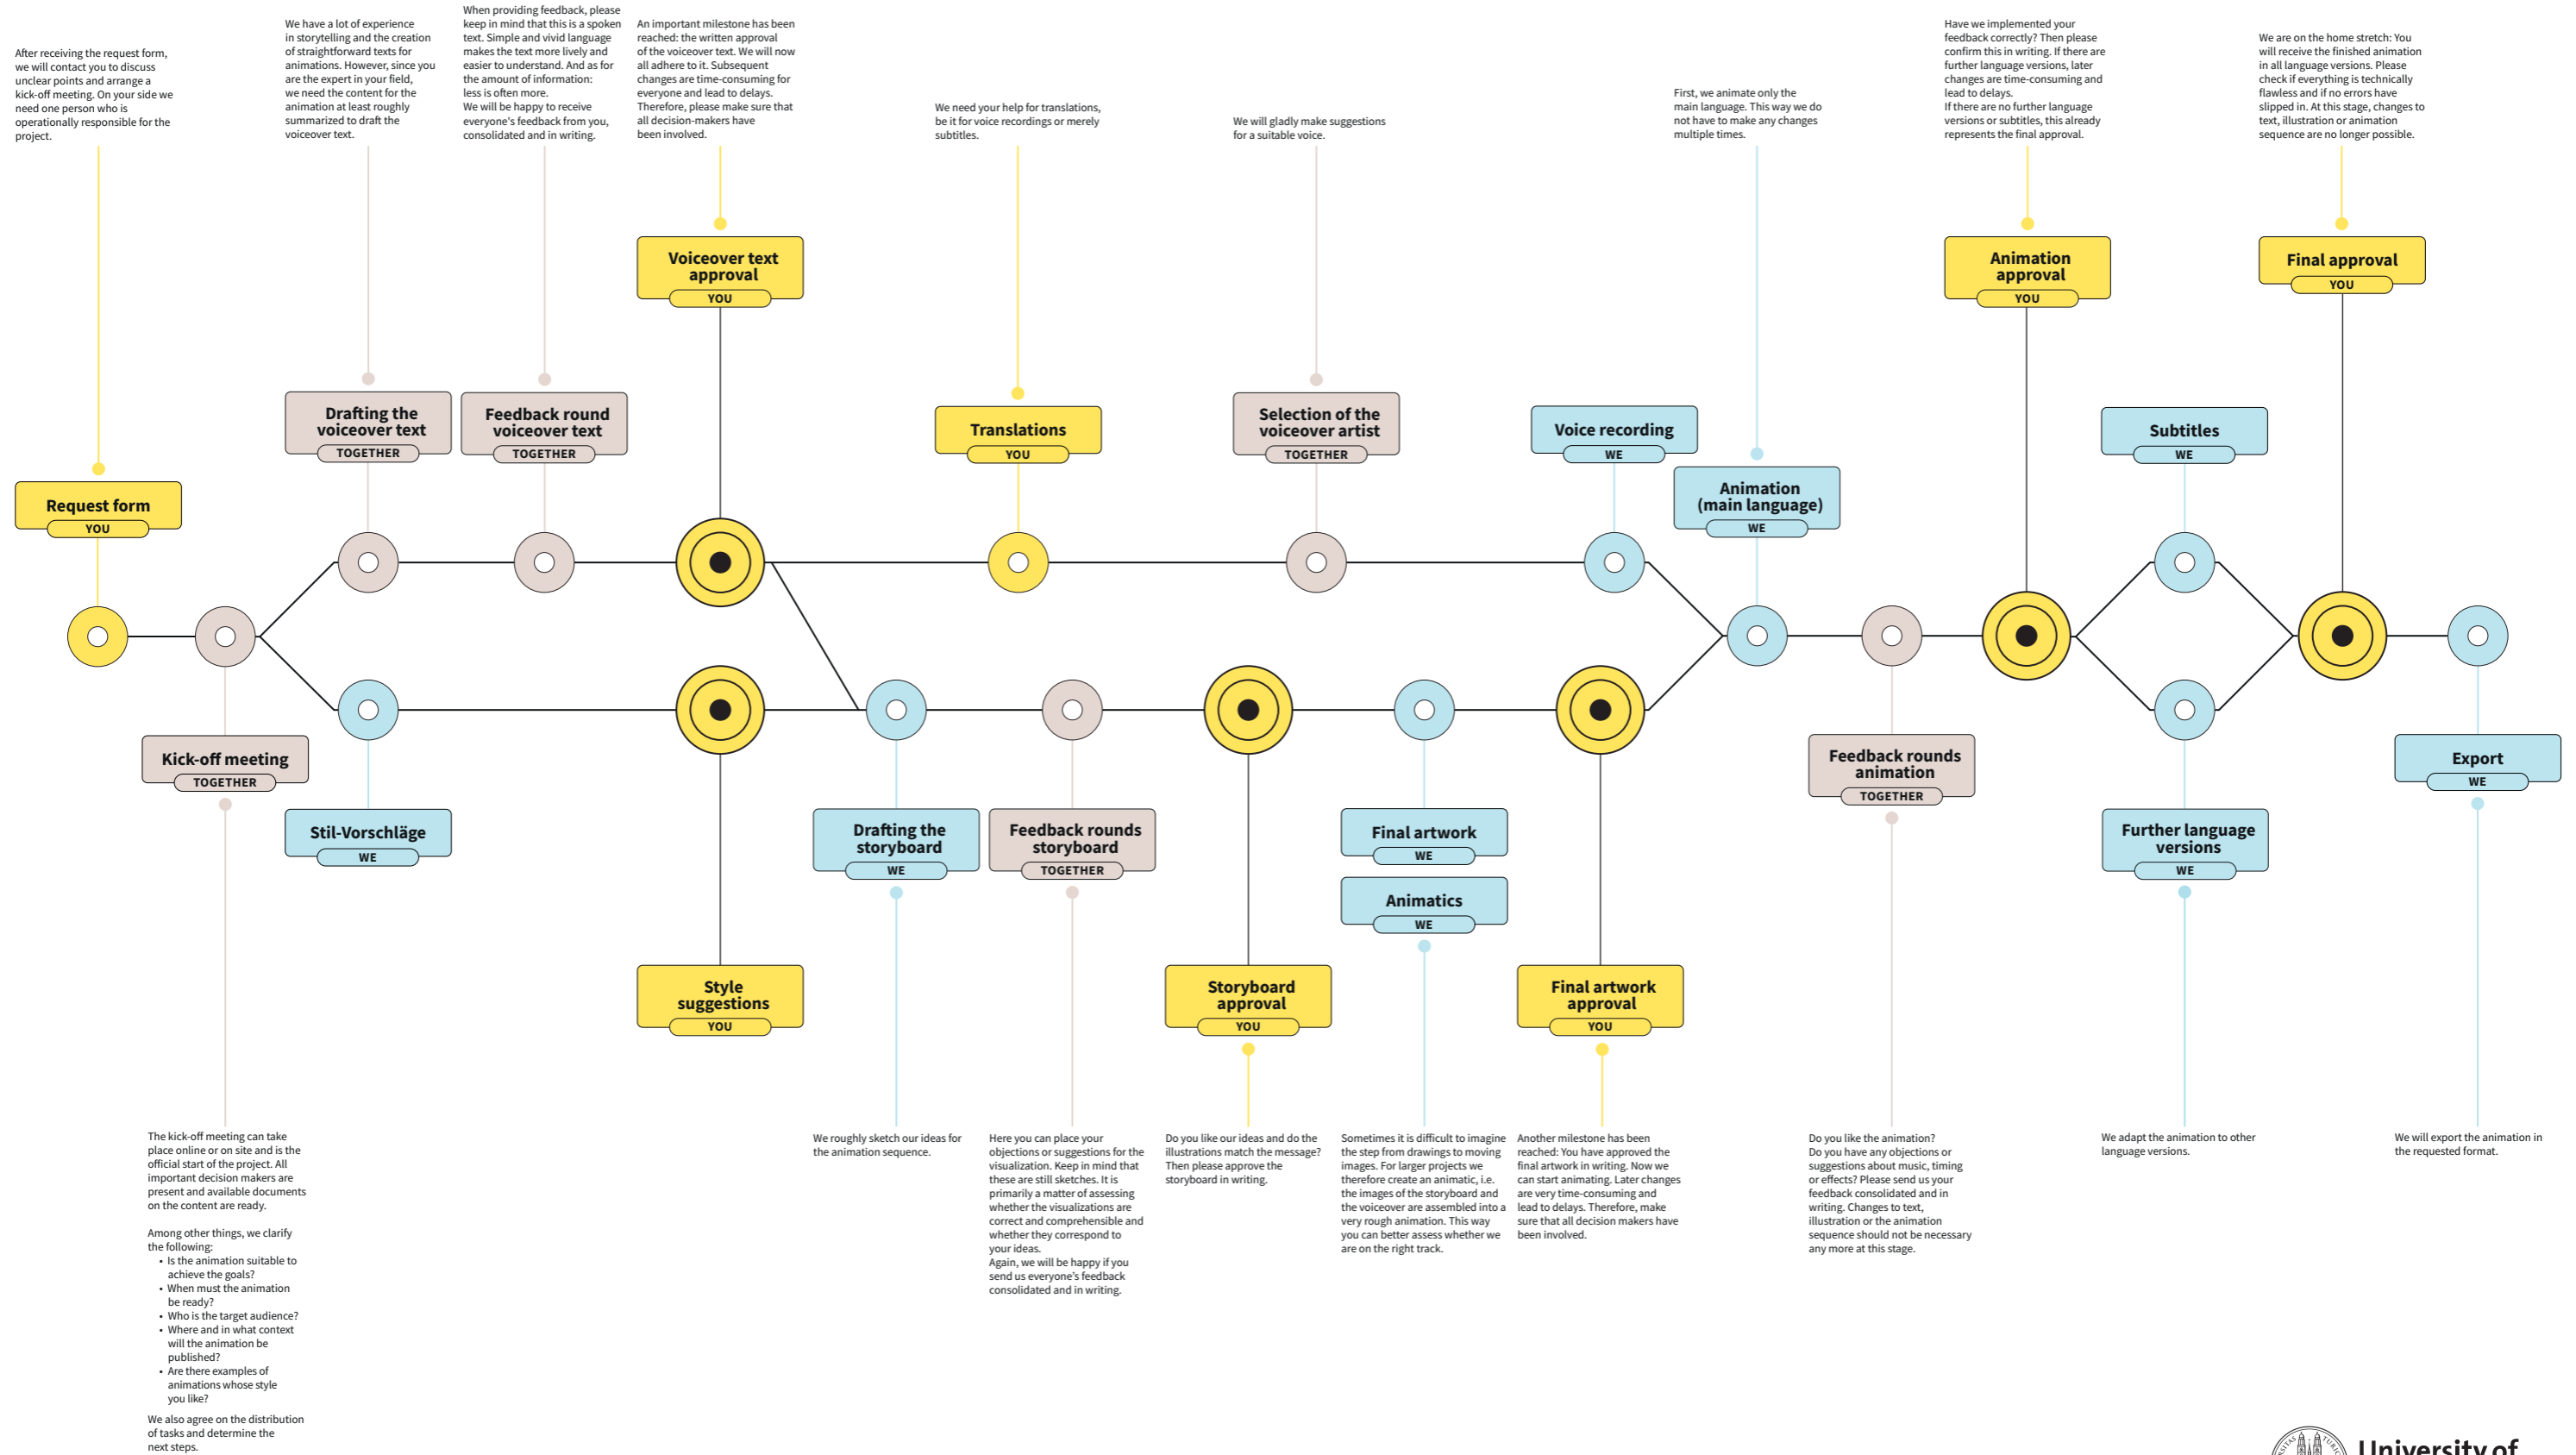 After receiving the request form,
we will contact you to discuss
unclear points and arrange a
kick-off meeting. On your side we
need one person who is
operationally responsible for the
project.
We have a lot of experience
in storytelling and the creation
of straightforward texts for
animations. However, since you
are the expert in your field,
we need the content for the
animation at least roughly
summarized to draft the
voiceover text.
When providing feedback, please
keep in mind that this is a spoken
text. Simple and vivid language
makes the text more lively and
easier to understand. And as for
the amount of information:
less is often more.
We will be happy to receive
everyone's feedback from you,
consolidated and in writing.
An important milestone has been
reached: the written approval
of the voiceover text. We will now
all adhere to it. Subsequent
changes are time-consuming for
everyone and lead to delays.
Therefore, please make sure that
all decision-makers have
been involved.
We need your help for translations,
be it for voice recordings or merely
subtitles.
We will gladly make suggestions
for a suitable voice.
First, we animate only the
main language. This way we do
not have to make any changes
multiple times.
Have we implemented your
feedback correctly? Then please
confirm this in writing. If there are
further language versions, later
changes are time-consuming and
lead to delays.
If there are no further language
versions or subtitles, this already
represents the final approval.
We are on the home stretch: You
will receive the finished animation
in all language versions. Please
check if everything is technically
flawless and if no errors have
slipped in. At this stage, changes to
text, illustration or animation
sequence are no longer possible.
Voiceover text
approval
YOU
Animation
approval
YOU
Final approval
YOU
Drafting the
voiceover text
TOGETHER
Feedback round
voiceover text
TOGETHER
Translations
YOU
Selection of the
voiceover artist
TOGETHER
Voice recording
WE
Subtitles
WE
Request form
YOU
Animation
(main language)
WE
Kick-off meeting
TOGETHER
Stil-Vorschläge
WE
Drafting the
storyboard
WE
Feedback rounds
storyboard
TOGETHER
Final artwork
WE
Animatics
WE
Feedback rounds
animation
TOGETHER
Further language
versions
WE
Export
WE
Style
suggestions
YOU
Storyboard
approval
YOU
Final artwork
approval
YOU
The kick-off meeting can take
place online or on site and is the
official start of the project. All
important decision makers are
present and available documents
on the content are ready.
Among other things, we clarify
the following:
• Is the animation suitable to
achieve the goals?
• When must the animation
be ready?
• Who is the target audience?
• Where and in what context
will the animation be
published?
• Are there examples of
animations whose style
you like?
We also agree on the distribution
of tasks and determine the
next steps.
We roughly sketch our ideas for
the animation sequence.
Here you can place your
objections or suggestions for the
visualization. Keep in mind that
these are still sketches. It is
primarily a matter of assessing
whether the visualizations are
correct and comprehensible and
whether they correspond to
your ideas.
Again, we will be happy if you
send us everyone's feedback
consolidated and in writing.
Do you like our ideas and do the
illustrations match the message?
Then please approve the
storyboard in writing.
Sometimes it is difficult to imagine
the step from drawings to moving
images. For larger projects we
therefore create an animatic, i.e.
the images of the storyboard and
the voiceover are assembled into a
very rough animation. This way
you can better assess whether we
are on the right track.
Another milestone has been
reached: You have approved the
final artwork in writing. Now we
can start animating. Later changes
are very time-consuming and
lead to delays. Therefore, make
sure that all decision makers have
been involved.
Do you like the animation?
Do you have any objections or
suggestions about music, timing
or effects? Please send us your
feedback consolidated and in
writing. Changes to text,
illustration or the animation
sequence should not be necessary
any more at this stage.
We adapt the animation to other
language versions.
We will export the animation in
the requested format.
University of